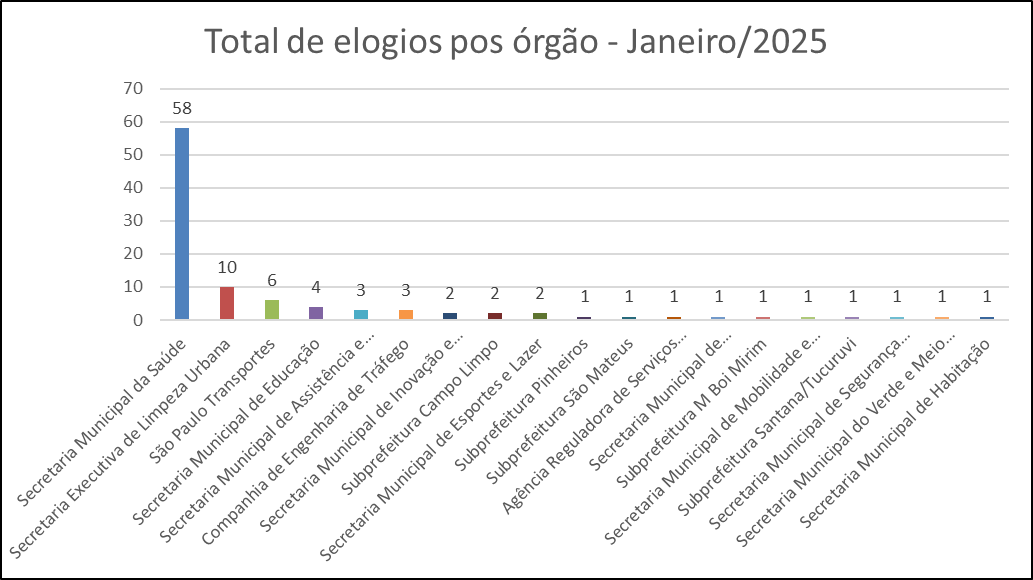 Total de elogios pos órgão - Janeiro/2025
70
60
50
40
30
20
10
0
58
10
6
4
3
3
2
2
2
1
1
1
1
1
1
1
1
1
1
Secretaria Municipal da Saúde
Secretaria Executiva de Limpeza Urbana
São Paulo Transportes
Secretaria Municipal de Educação
Secretaria Municipal de Assistência e...
Companhia de Engenharia de Tráfego
Secretaria Municipal de Inovação e...
Subprefeitura Campo Limpo
Secretaria Municipal de Esportes e Lazer
Subprefeitura Pinheiros
Subprefeitura São Mateus
Agência Reguladora de Serviços...
Secretaria Municipal de...
Subprefeitura M Boi Mirim
Secretaria Municipal de Mobilidade e...
Subprefeitura Santana/Tucuruvi
Secretaria Municipal de Segurança...
Secretaria Municipal do Verde e Meio...
Secretaria Municipal de Habitação